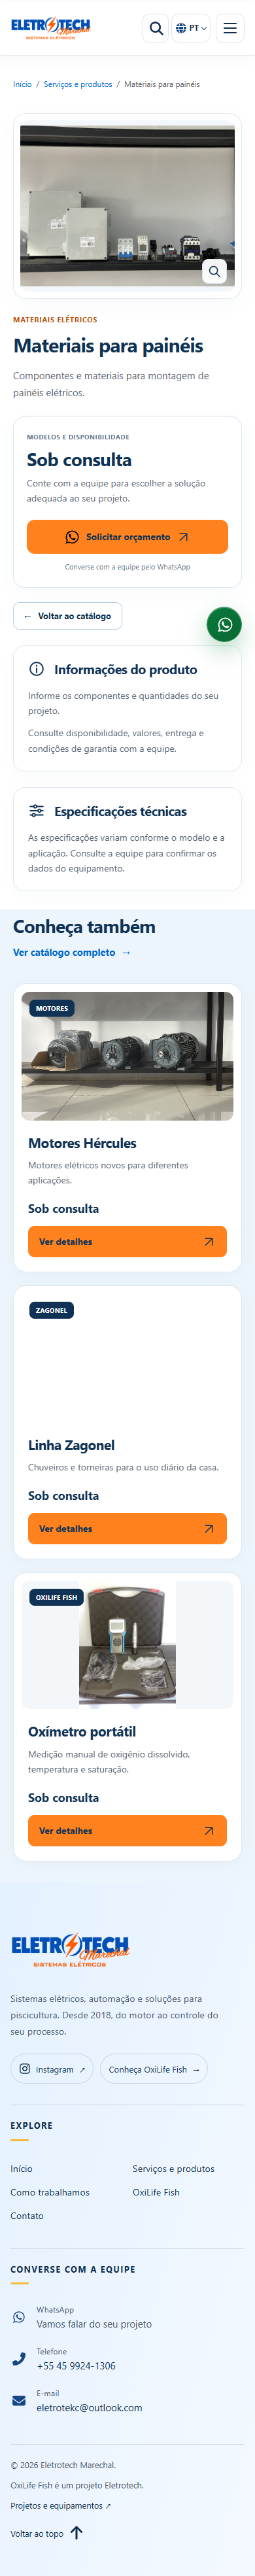 ELETROTECH
Marechal
SISTEMAS ELÉTRICOS
PT
Início / Serviços e produtos / Materiais para painéis
MATERIAIS ELÉTRICOS
Materiais para painéis
Componentes e materiais para montagem de
painéis elétricos.
MODELOS E DISPONIBILIDADE
Sob consulta
Conte com a equipe para escolher a solução
adequada ao seu projeto.
Solicitar orçamento
Converse com a equipe pelo WhatsApp
← Voltar ao catálogo
Informações do produto
Informe os componentes e quantidades do seu
projeto.
Consulte disponibilidade, valores, entrega e
condições de garantia com a equipe.
Especificações técnicas
As especificações variam conforme o modelo e a
aplicação. Consulte a equipe para confirmar os
dados do equipamento.
Conheça também
Ver catálogo completo →
MOTORES
Motores Hércules
Motores elétricos novos para diferentes
aplicações.
Sob consulta
Ver detalhes
ZAGONEL
Linha Zagonel
Chuveiros e torneiras para o uso diário da casa.
Sob consulta
Ver detalhes
OXILIFE FISH
Oxímetro portátil
Medição manual de oxigênio dissolvido,
temperatura e saturação.
Sob consulta
Ver detalhes
ELETROTECH
Marechal
SISTEMAS ELÉTRICOS
Sistemas elétricos, automação e soluções para
piscicultura. Desde 2018, do motor ao controle do
seu processo.
Instagram ↗
Conheça OxiLife Fish →
EXPLORE
Início
Serviços e produtos
Como trabalhamos
OxiLife Fish
Contato
CONVERSE COM A EQUIPE
WhatsApp
Vamos falar do seu projeto
Telefone
+55 45 9924-1306
E-mail
eletrotekc@outlook.com
© 2026 Eletrotech Marechal.
OxiLife Fish é um projeto Eletrotech.
Projetos e equipamentos ↗
Voltar ao topo